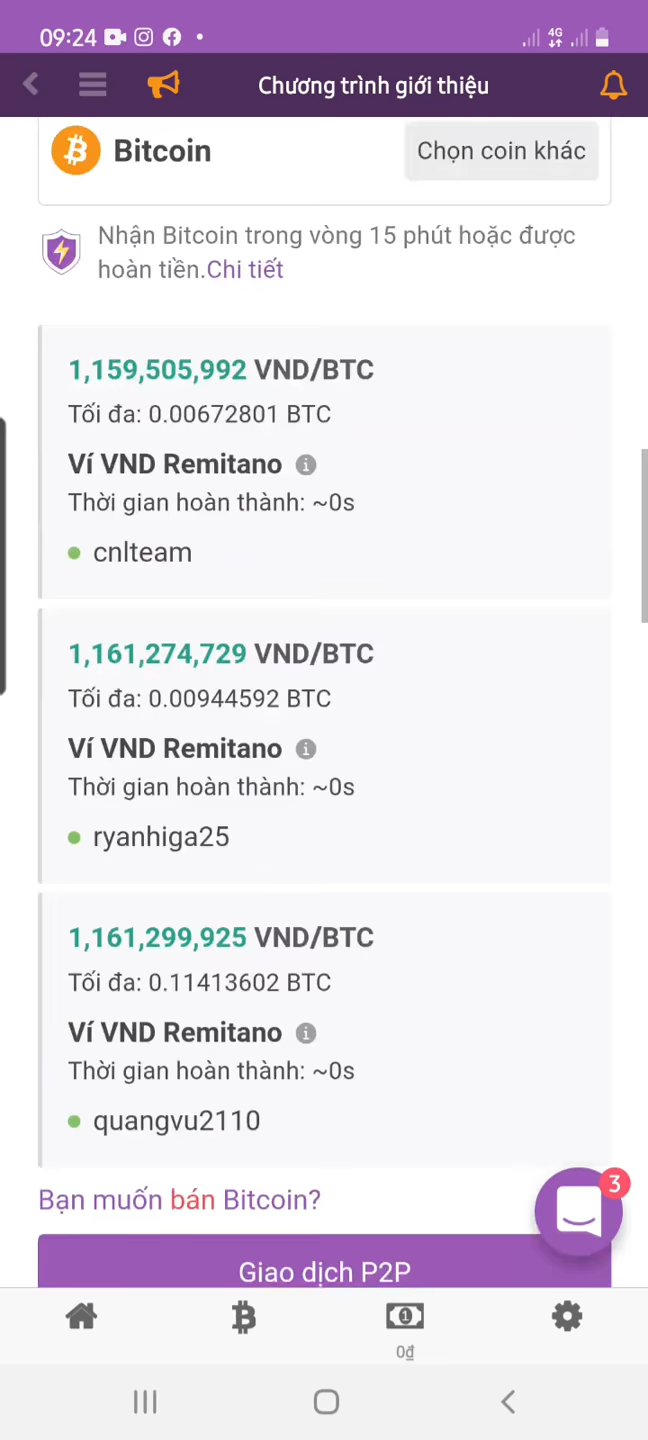 09:24
4G
Chương trình giới thiệu
Bitcoin
Chọn coin khác
Nhận Bitcoin trong vòng 15 phút hoặc được
hoàn tiền.Chi tiết
1,159,505,992 VND/BTC
Tối đa: 0.00672801 BTC
Ví VND Remitano
Thời gian hoàn thành: ~0s
cnlteam
1,161,274,729 VND/BTC
Tối đa: 0.00944592 BTC
Ví VND Remitano
Thời gian hoàn thành: ~0s
ryanhiga25
1,161,299,925 VND/BTC
Tối đa: 0.11413602 BTC
Ví VND Remitano
Thời gian hoàn thành: ~0s
quangvu2110
3
Bạn muốn bán Bitcoin?
Giao dịch P2P
0₫